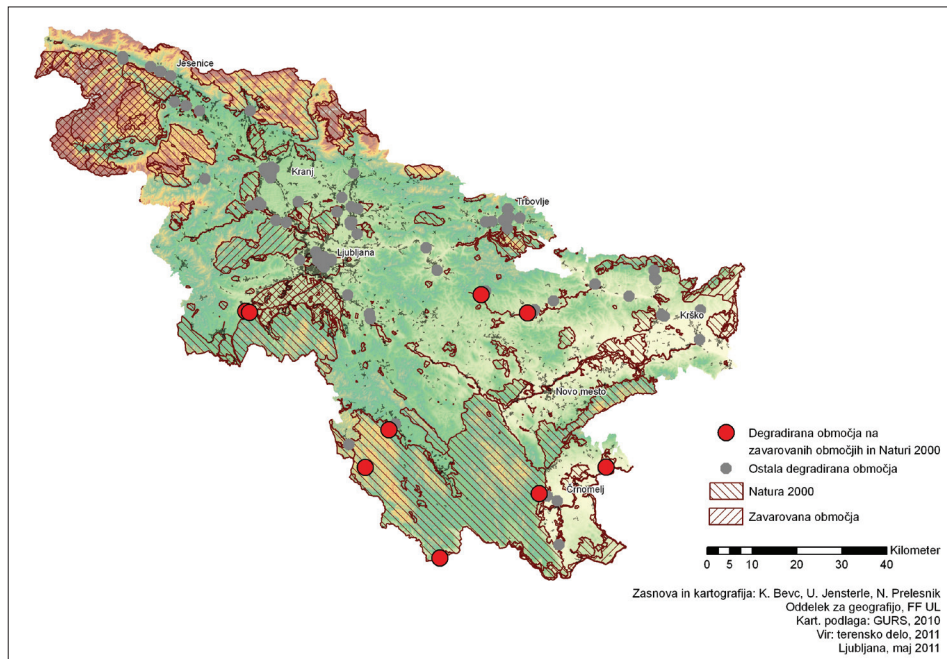 Jesenice
Kranj
Trbovlje
Ljubljana
Krško
Novo mesto
Črnomelj
Degradirana območja na
zavarovanih območjih in Naturi 2000
Ostala degradirana območja
Natura 2000
Zavarovana območja
Kilometer
0 5 10 20 30 40
Zasnova in kartografija: K. Bevc, U. Jensterle, N. Prelesnik
Oddelek za geografijo, FF UL
Kart. podlaga: GURS, 2010
Vir: terensko delo, 2011
Ljubljana, maj 2011